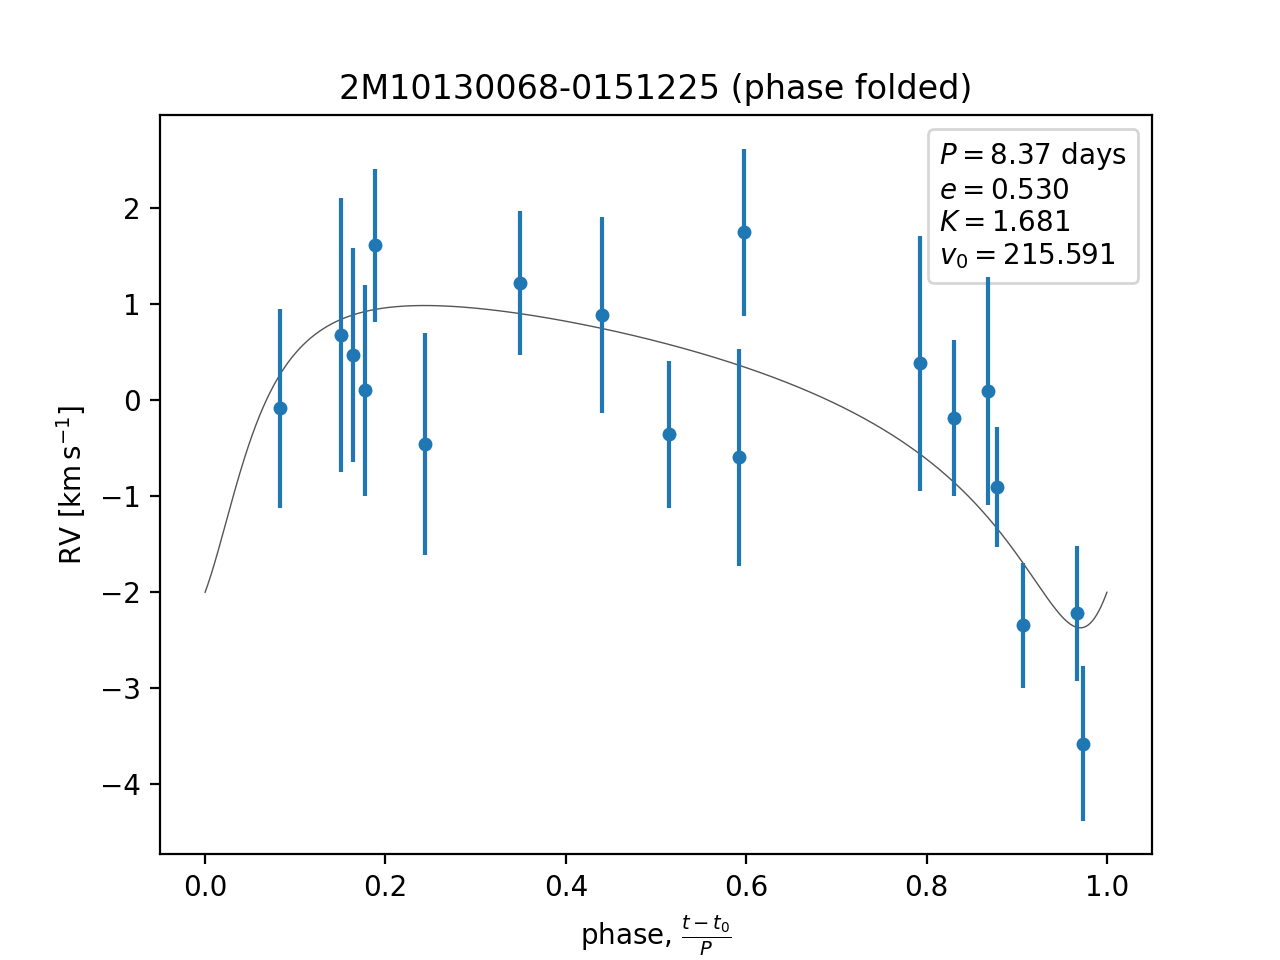 2M10130068-0151225 (phase folded)
P = 8.37 days
e = 0.530
K = 1.681
v₀ = 215.591
RV [km s⁻¹]
2
1
0
−1
−2
−3
−4
0.0 0.2 0.4 0.6 0.8 1.0
phase, (t − t₀)/P